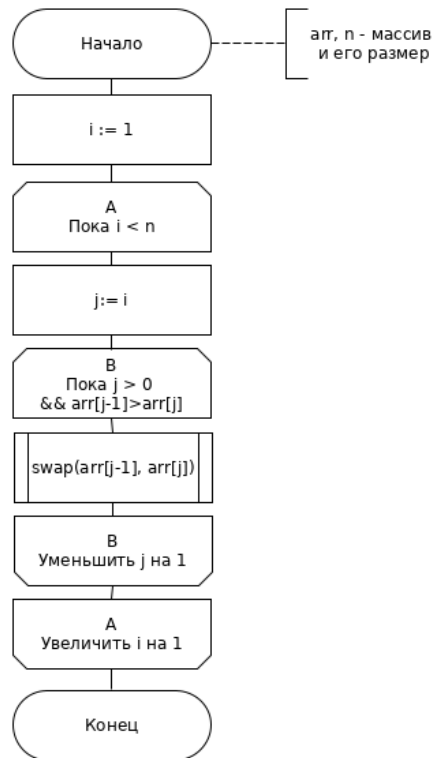 Начало
arr, n - массив
и его размер
i := 1
A
Пока i < n
j:= i
B
Пока j > 0
&& arr[j-1]>arr[j]
swap(arr[j-1], arr[j])
B
Уменьшить j на 1
A
Увеличить i на 1
Конец